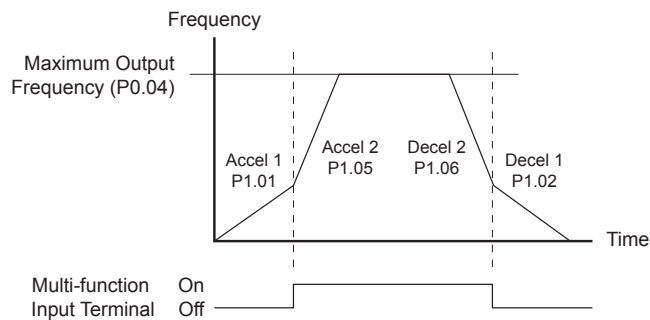 Frequency
Maximum Output
Frequency (P0.04)
Accel 1
P1.01
Accel 2
P1.05
Decel 2
P1.06
Decel 1
P1.02
Time
Multi-function On
Input Terminal Off